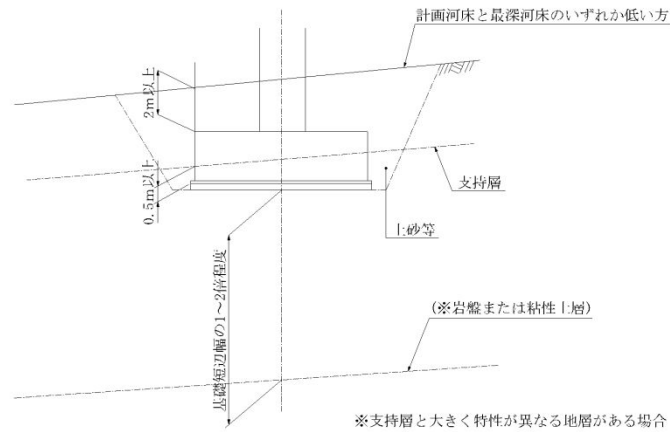 計画河床と最深河床のいずれか低い方
2m以上
0.5m以上
支持層
土砂等
基礎短辺幅の1〜2倍程度
(※岩盤または粘性土層)
※支持層と大きく特性が異なる地層がある場合